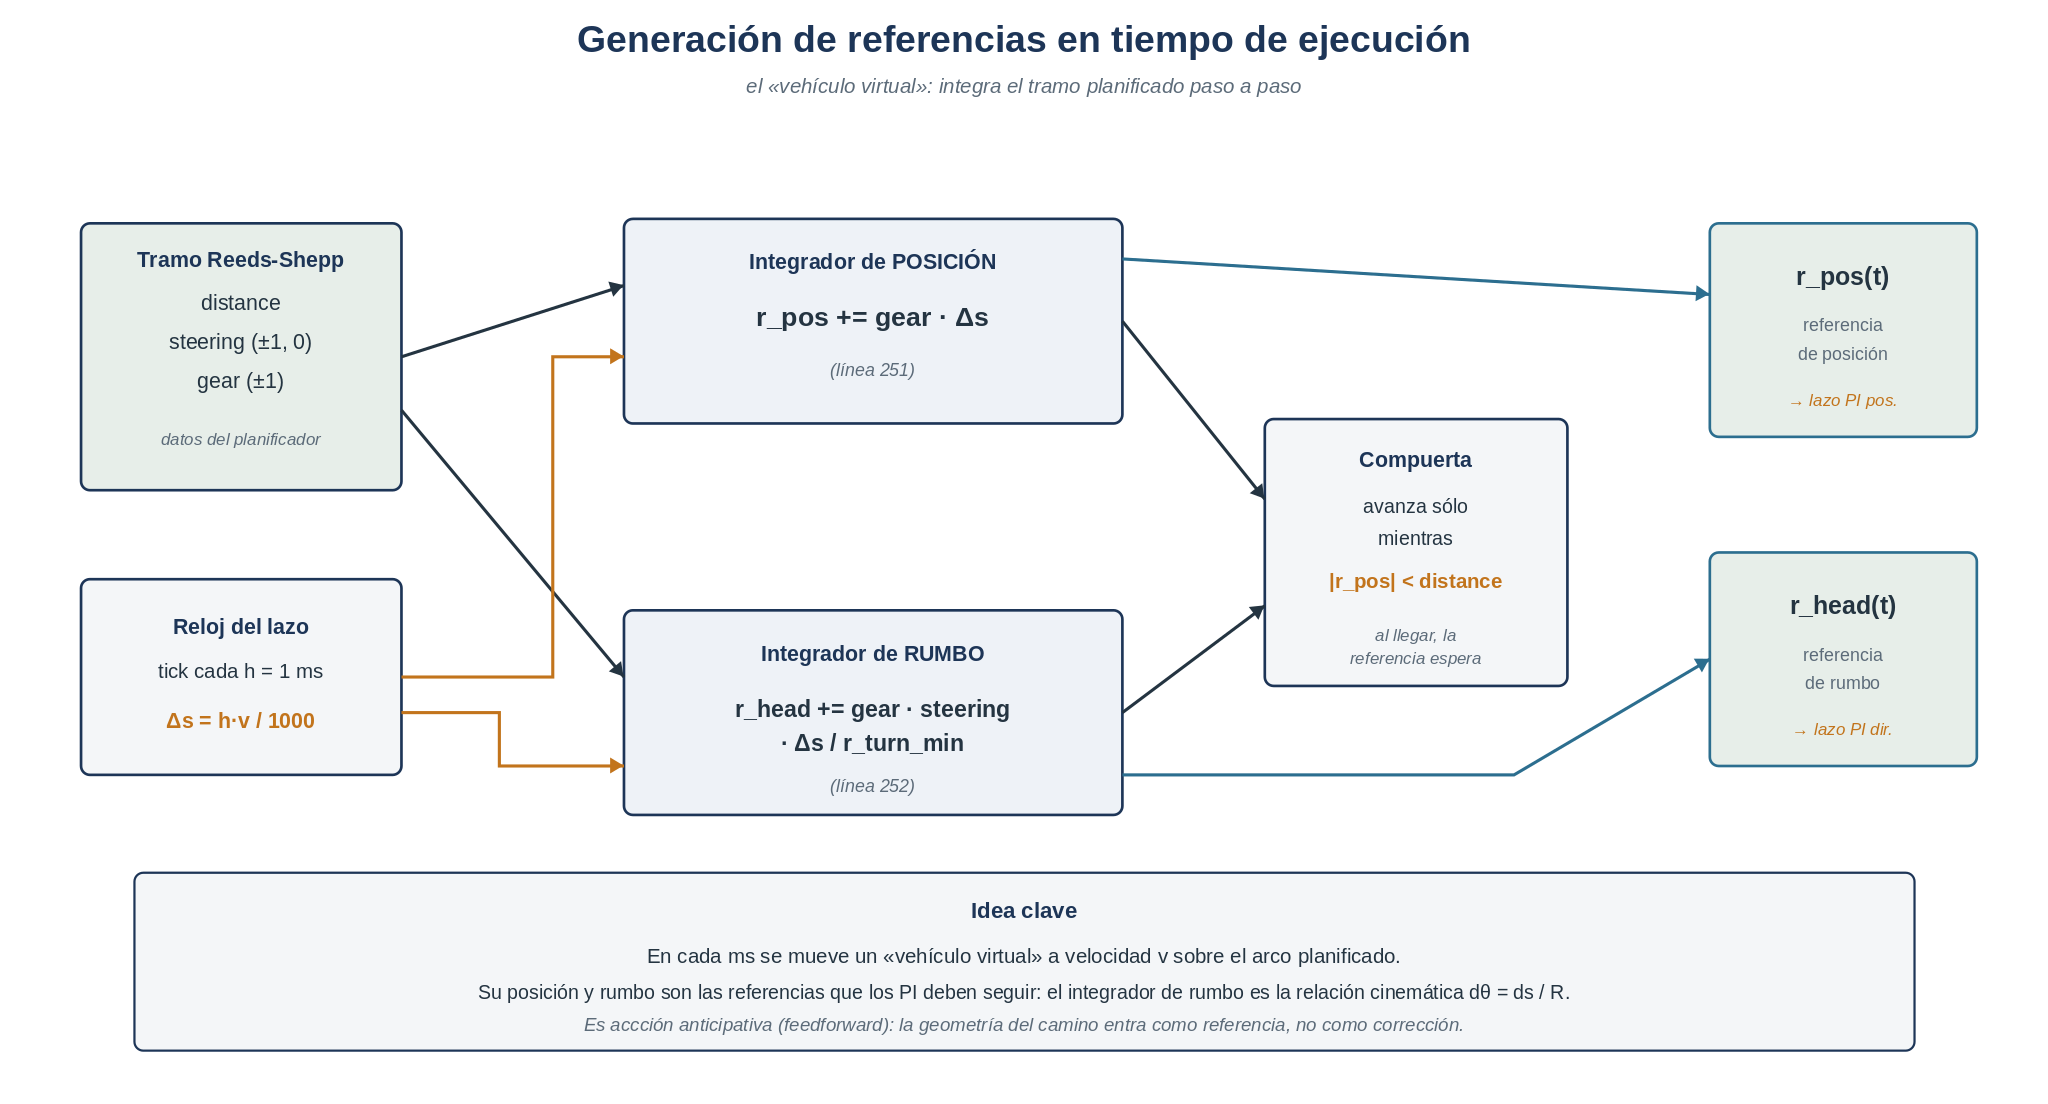 Generación de referencias en tiempo de ejecución
el «vehículo virtual»: integra el tramo planificado paso a paso
Tramo Reeds-Shepp
distance
steering (±1, 0)
gear (±1)
datos del planificador
Reloj del lazo
tick cada h = 1 ms
Δs = h·v / 1000
Integrador de POSICIÓN
r_pos += gear · Δs
(línea 251)
Integrador de RUMBO
r_head += gear · steering
· Δs / r_turn_min
(línea 252)
Compuerta
avanza sólo
mientras
|r_pos| < distance
al llegar, la
referencia espera
r_pos(t)
referencia
de posición
→ lazo PI pos.
r_head(t)
referencia
de rumbo
→ lazo PI dir.
Idea clave
En cada ms se mueve un «vehículo virtual» a velocidad v sobre el arco planificado.
Su posición y rumbo son las referencias que los PI deben seguir: el integrador de rumbo es la relación cinemática dθ = ds / R.
Es accción anticipativa (feedforward): la geometría del camino entra como referencia, no como corrección.